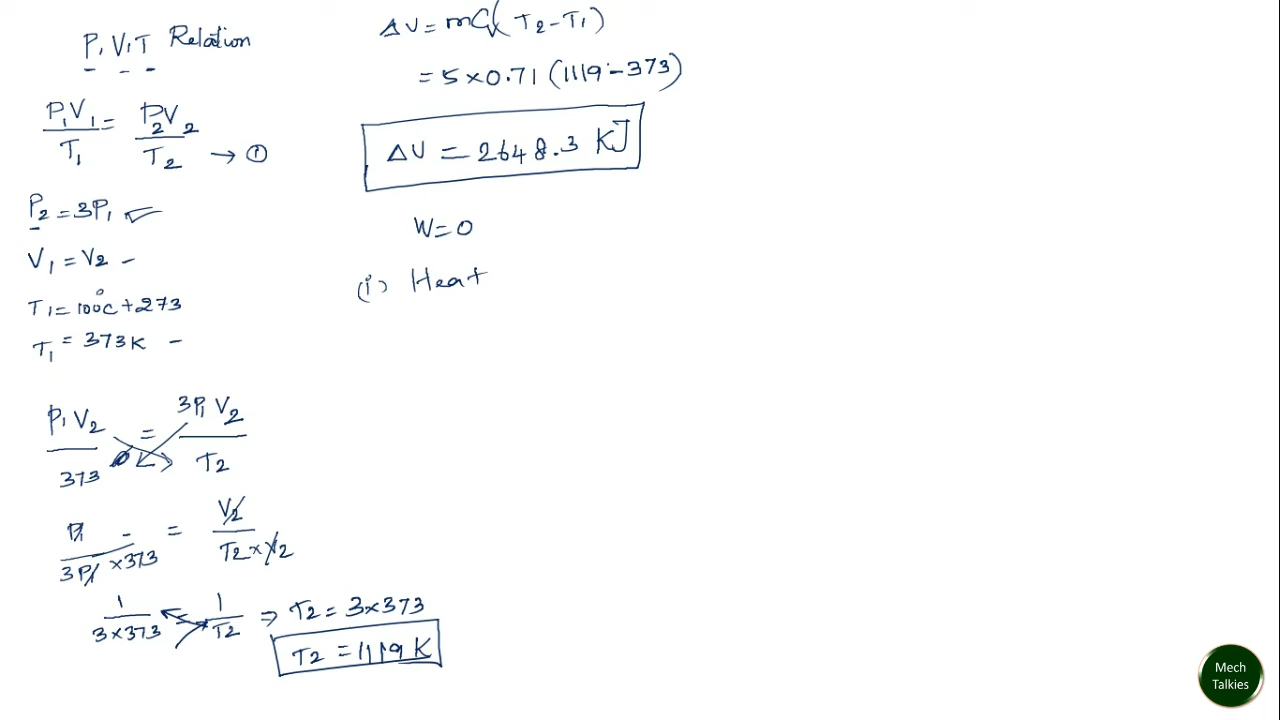 P, V, T Relation
P₁V₁/T₁ = P₂V₂/T₂ → ①
P₂ = 3P₁
V₁ = V₂ -
T₁ = 100°C + 273
T₁ = 373K -
P₁V₂/373 = 3P₁V₂/T₂
P₁/3P₁ × 373 = V₂/T₂ × V₂
1/3×373 = 1/T₂ ⇒ T₂ = 3×373
T₂ = 1119 K
ΔU = mCv(T₂ - T₁)
= 5 × 0.71 (1119 - 373)
ΔU = 2648.3 KJ
W = 0
(i) Heat
Mech
Talkies